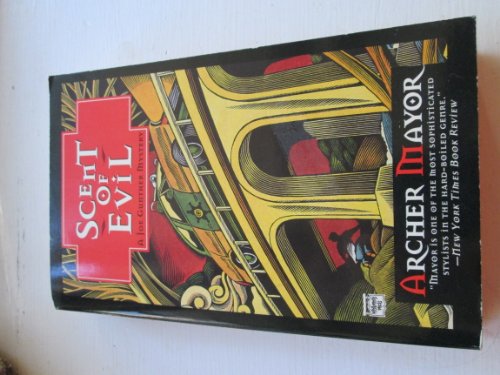 SCENT
OF
EVIL
A JOE GUNTHER MYSTERY
ARCHER MAYOR
"MAYOR IS ONE OF THE MOST SOPHISTICATED
STYLISTS IN THE HARD-BOILED GENRE."
—NEW YORK TIMES BOOK REVIEW